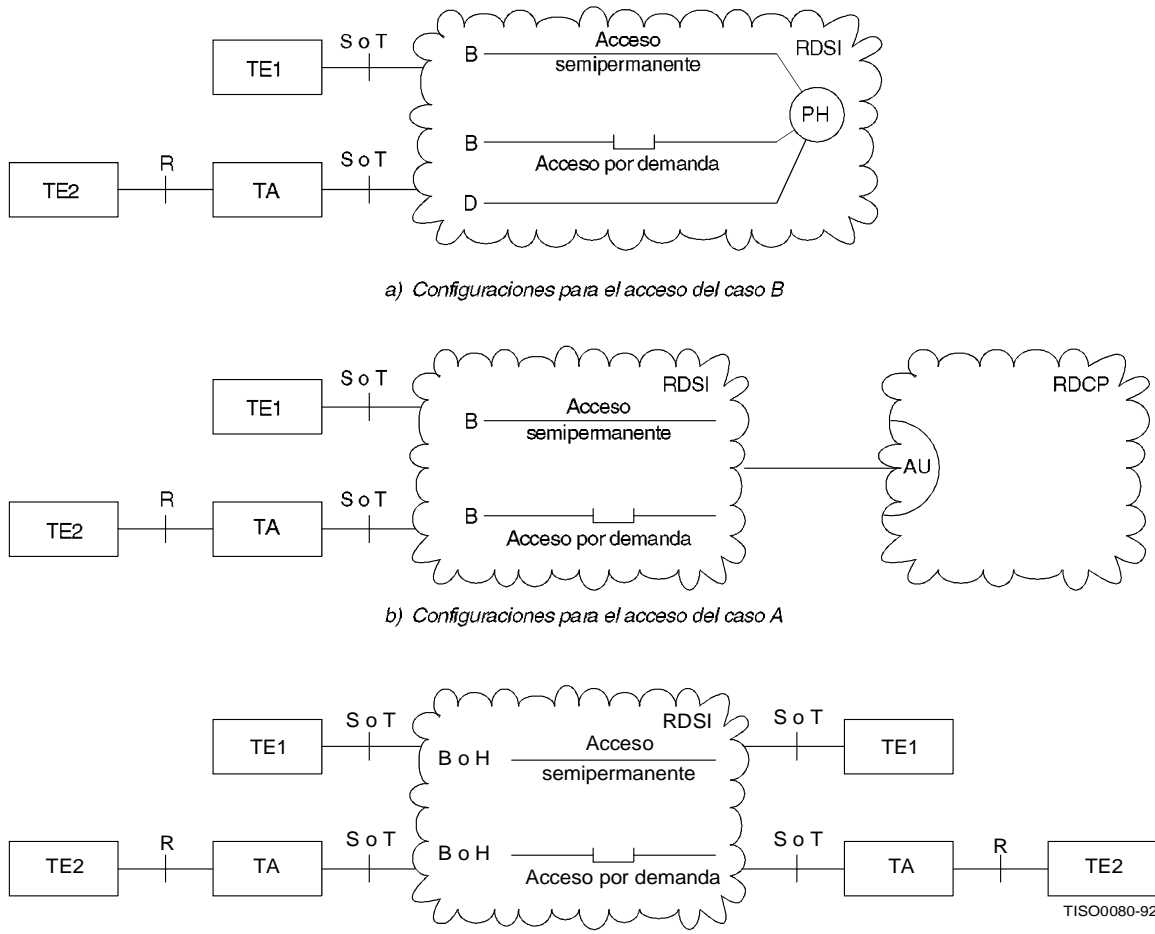 Acceso
RDSI
S o T
B
semipermanente
TE1
PH
B
R
S o T
Acceso por demanda
TE2
TA
D
a) Configuraciones para el acceso del caso B
RDSI
RDCP
S o T
TE1
B
Acceso
semipermanente
AU
R
S o T
B
TE2
TA
Acceso por demanda
b) Configuraciones para el acceso del caso A
S o T
RDSI
S o T
TE1
Acceso
TE1
B o H
semipermanente
R
S o T
B o H
S o T
R
TE2
TA
Acceso por demanda
TA
TE2
TISO0080-92